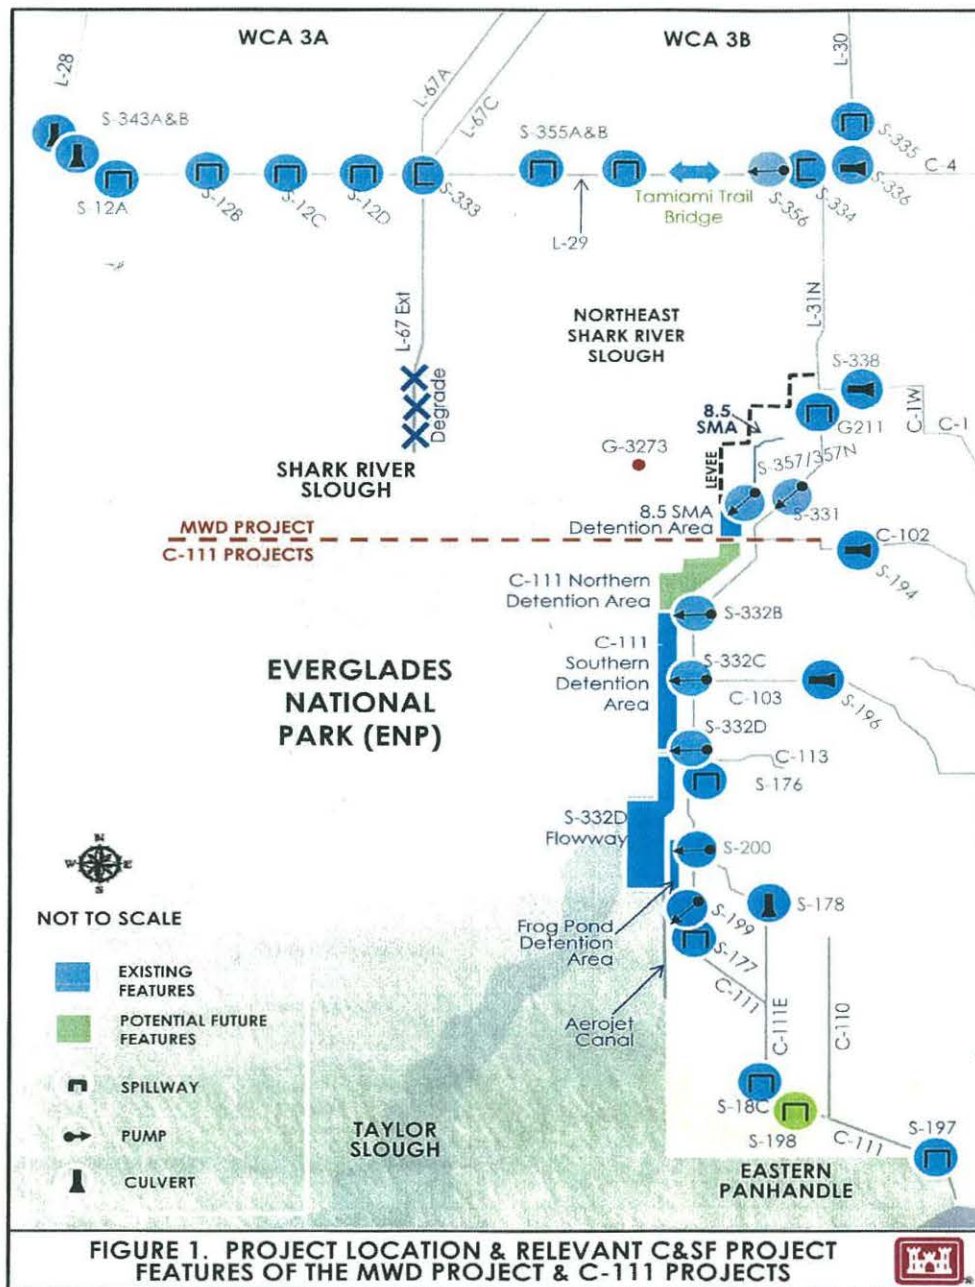 WCA 3A
WCA 3B
L-28
L-67A
L-67C
L-30
S-343A&B
S-355A&B
S-335
C-4
S-12A
S-12B
S-12C
S-12D
S-333
L-29
Tamiami Trail
Bridge
S-356
S-334
S-336
L-67 Ext
Degrade
NORTHEAST
SHARK RIVER
SLOUGH
L-31N
S-338
8.5
SMA
G211
C-1W
C-1
G-3273
LEVEE
S-357/357N
SHARK RIVER
SLOUGH
8.5 SMA
Detention Area
S-331
MWD PROJECT
C-111 PROJECTS
C-102
S-194
C-111 Northern
Detention Area
S-332B
C-111
Southern
Detention
Area
S-332C
C-103
S-196
EVERGLADES
NATIONAL
PARK (ENP)
S-332D
C-113
S-176
S-332D
Flowway
S-200
N
W
E
S
NOT TO SCALE
S-178
S-199
Frog Pond
Detention
Area
S-177
EXISTING
FEATURES
C-111
C-111E
C-110
Aerojet
Canal
POTENTIAL FUTURE
FEATURES
SPILLWAY
S-18C
S-198
C-111
S-197
PUMP
TAYLOR
SLOUGH
CULVERT
EASTERN
PANHANDLE
FIGURE 1. PROJECT LOCATION & RELEVANT C&SF PROJECT
FEATURES OF THE MWD PROJECT & C-111 PROJECTS